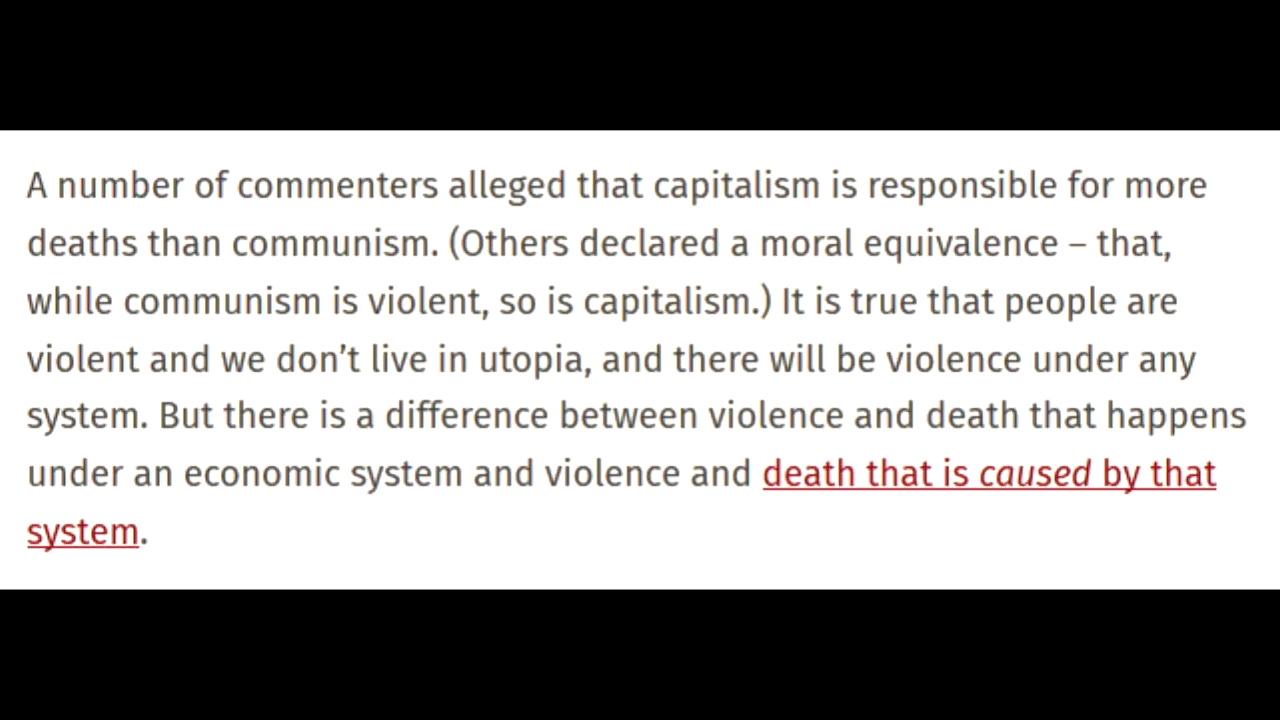 A number of commenters alleged that capitalism is responsible for more
deaths than communism. (Others declared a moral equivalence – that,
while communism is violent, so is capitalism.) It is true that people are
violent and we don’t live in utopia, and there will be violence under any
system. But there is a difference between violence and death that happens
under an economic system and violence and death that is caused by that
system.